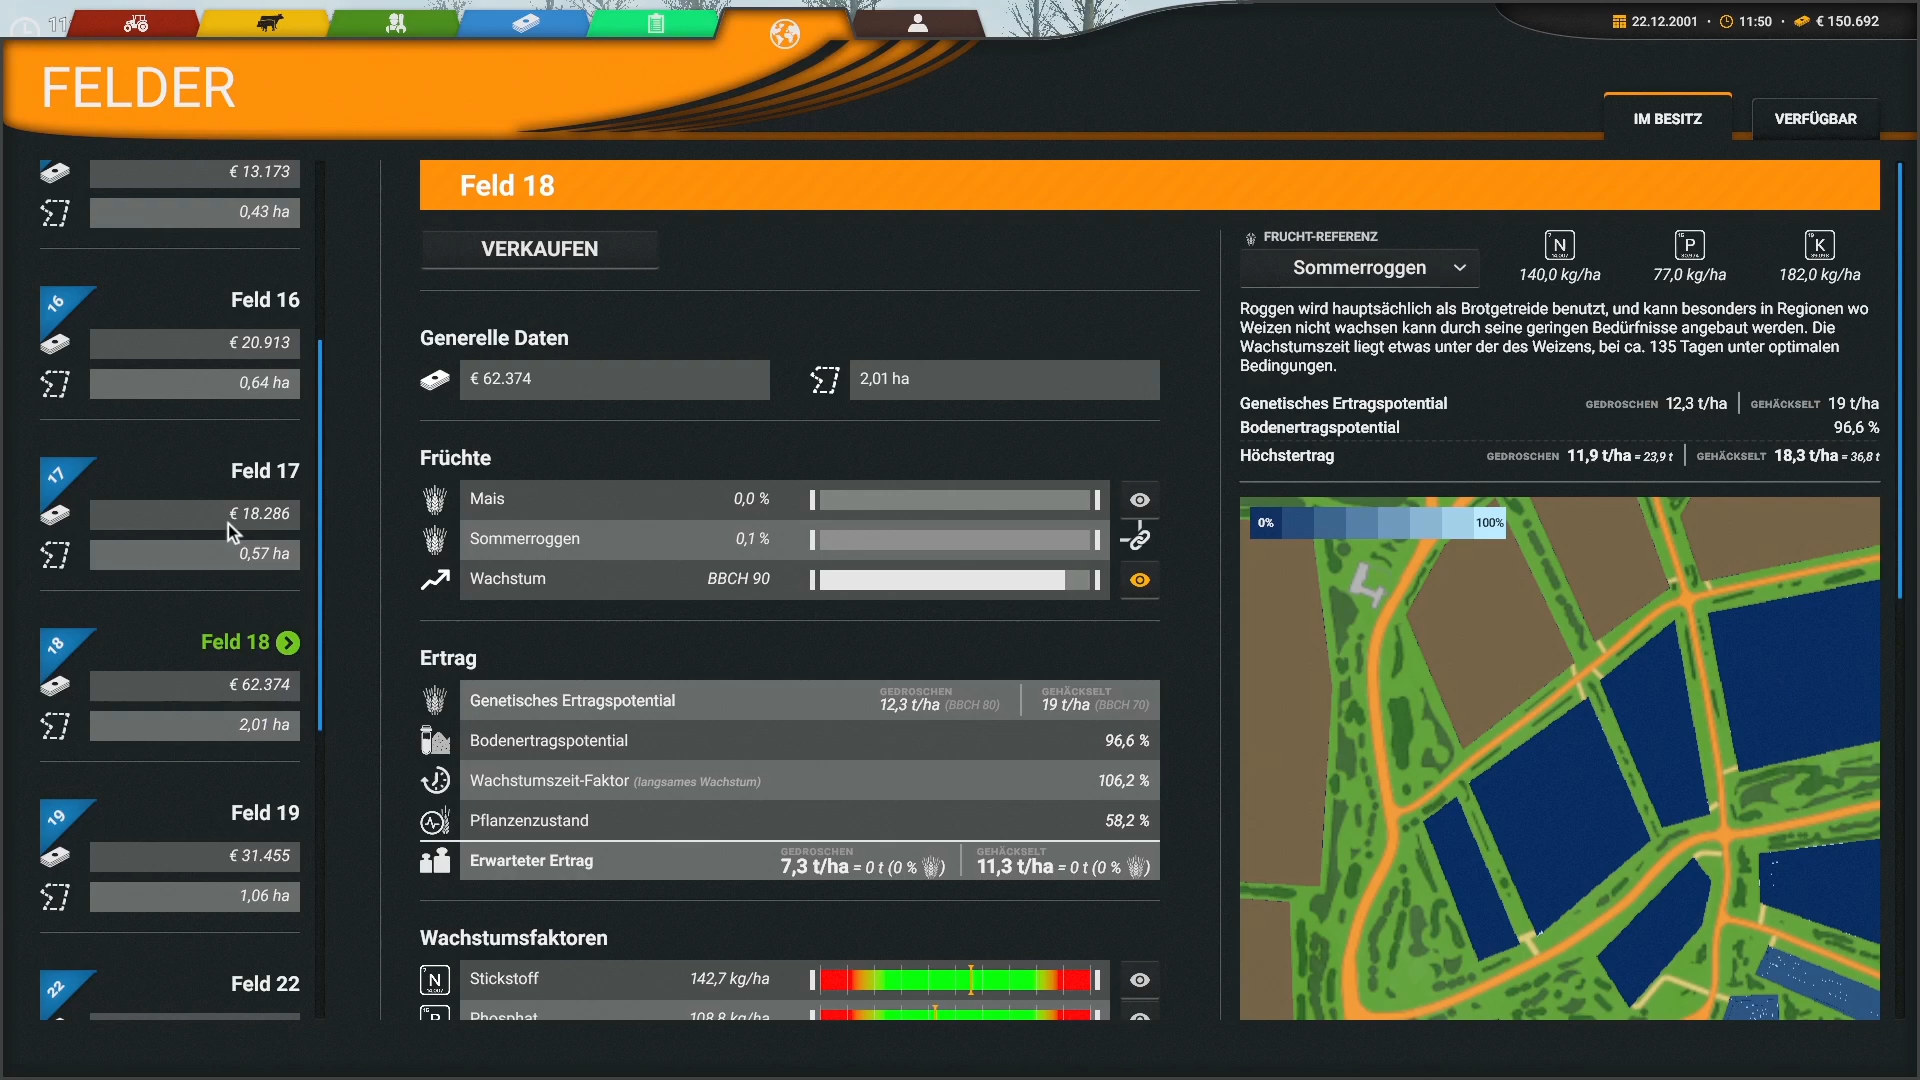 22.12.2001 • 11:50 • € 150.692
FELDER
IM BESITZ
VERFÜGBAR
€ 13.173
0,43 ha
16
Feld 16
€ 20.913
0,64 ha
17
Feld 17
€ 18.286
0,57 ha
18
Feld 18
€ 62.374
2,01 ha
19
Feld 19
€ 31.455
1,06 ha
22
Feld 22
Feld 18
VERKAUFEN
Generelle Daten
€ 62.374
2,01 ha
Früchte
Mais 0,0 %
Sommerroggen 0,1 %
Wachstum BBCH 90
Ertrag
Genetisches Ertragspotential
GEDROSCHEN
12,3 t/ha (BBCH 80)
GEHÄCKSELT
19 t/ha (BBCH 70)
Bodenertragspotential 96,6 %
Wachstumszeit-Faktor (langsames Wachstum) 106,2 %
Pflanzenzustand 58,2 %
Erwarteter Ertrag
GEDROSCHEN
7,3 t/ha = 0 t (0 % )
GEHÄCKSELT
11,3 t/ha = 0 t (0 % )
Wachstumsfaktoren
N
Stickstoff 142,7 kg/ha
P
Phosphat 108,8 kg/ha
FRUCHT-REFERENZ
Sommerroggen
N
140,0 kg/ha
P
77,0 kg/ha
K
182,0 kg/ha
Roggen wird hauptsächlich als Brotgetreide benutzt, und kann besonders in Regionen wo
Weizen nicht wachsen kann durch seine geringen Bedürfnisse angebaut werden. Die
Wachstumszeit liegt etwas unter der des Weizens, bei ca. 135 Tagen unter optimalen
Bedingungen.
Genetisches Ertragspotential GEDROSCHEN 12,3 t/ha GEHÄCKSELT 19 t/ha
Bodenertragspotential 96,6 %
Höchstertrag GEDROSCHEN 11,9 t/ha = 23,9 t GEHÄCKSELT 18,3 t/ha = 36,8 t
0% 100%